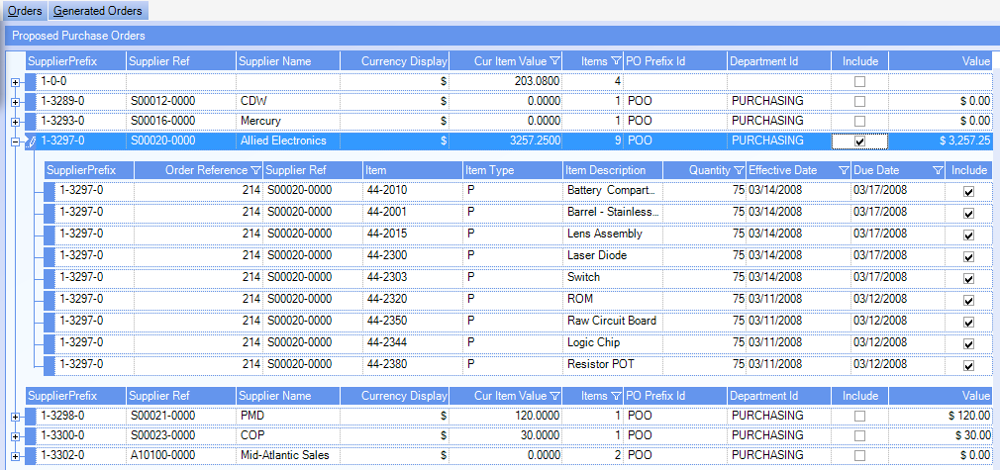 Orders Generated Orders
Proposed Purchase Orders
SupplierPrefix Supplier Ref Supplier Name Currency Display Cur Item Value Items PO Prefix Id Department Id Include Value
1-0-0 $ 203.0800 4
1-3289-0 S00012-0000 CDW $ 0.0000 1 POO PURCHASING $ 0.00
1-3293-0 S00016-0000 Mercury $ 0.0000 1 POO PURCHASING $ 0.00
1-3297-0 S00020-0000 Allied Electronics $ 3257.2500 9 POO PURCHASING $ 3,257.25
SupplierPrefix Order Reference Supplier Ref Item Item Type Item Description Quantity Effective Date Due Date Include
1-3297-0 214 S00020-0000 44-2010 P Battery Compart... 75 03/14/2008 03/17/2008
1-3297-0 214 S00020-0000 44-2001 P Barrel - Stainless... 75 03/14/2008 03/17/2008
1-3297-0 214 S00020-0000 44-2015 P Lens Assembly 75 03/14/2008 03/17/2008
1-3297-0 214 S00020-0000 44-2300 P Laser Diode 75 03/14/2008 03/17/2008
1-3297-0 214 S00020-0000 44-2303 P Switch 75 03/14/2008 03/17/2008
1-3297-0 214 S00020-0000 44-2320 P ROM 75 03/11/2008 03/12/2008
1-3297-0 214 S00020-0000 44-2350 P Raw Circuit Board 75 03/11/2008 03/12/2008
1-3297-0 214 S00020-0000 44-2344 P Logic Chip 75 03/11/2008 03/12/2008
1-3297-0 214 S00020-0000 44-2380 P Resistor POT 75 03/11/2008 03/12/2008
SupplierPrefix Supplier Ref Supplier Name Currency Display Cur Item Value Items PO Prefix Id Department Id Include Value
1-3298-0 S00021-0000 PMD $ 120.0000 1 POO PURCHASING $ 120.00
1-3300-0 S00023-0000 COP $ 30.0000 1 POO PURCHASING $ 30.00
1-3302-0 A10100-0000 Mid-Atlantic Sales $ 0.0000 2 POO PURCHASING $ 0.00